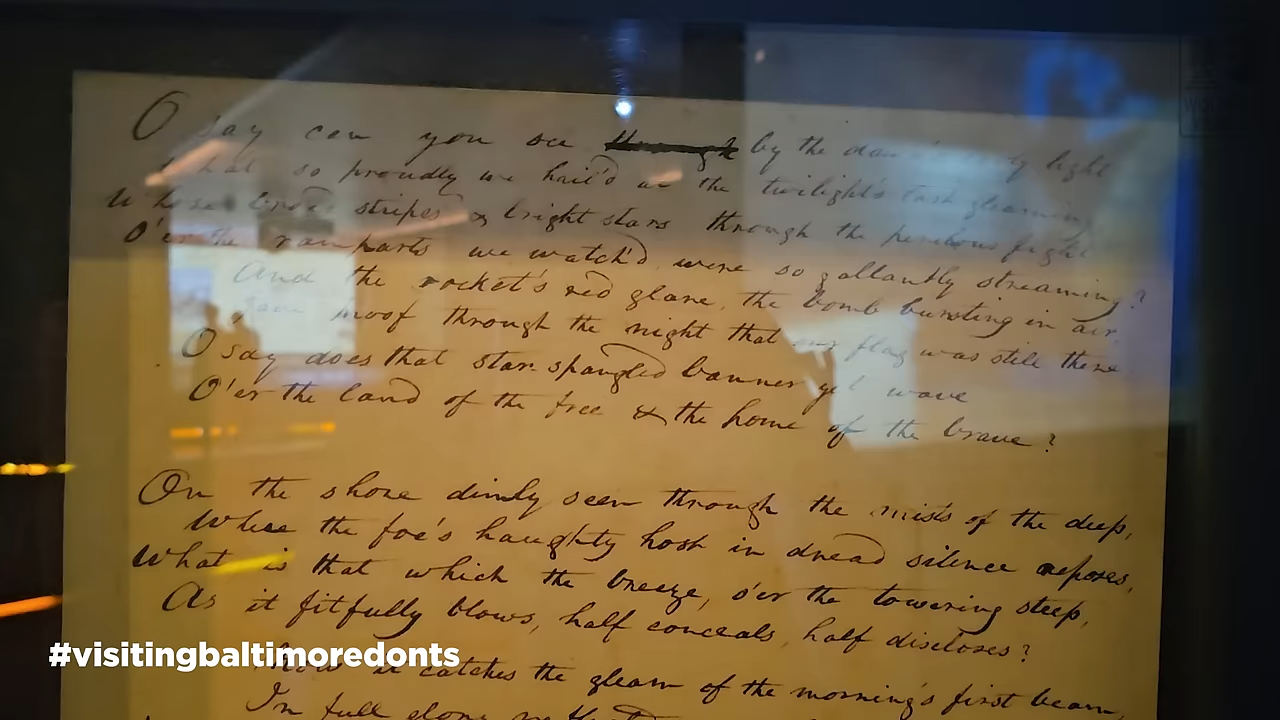 O say can you see ~~through~~ by the dawn's early light
What so proudly we hail'd at the twilight's last gleaming,
Whose broad stripes & bright stars through the perilous fight
O'er the ramparts we watch'd, were so gallantly streaming?
And the rocket's red glare, the bomb bursting in air,
Gave proof through the night that our flag was still there
O say does that star spangled banner yet wave
O'er the land of the free & the home of the brave?
On the shore dimly seen through the mists of the deep,
Where the foe's haughty host in dread silence reposes,
What is that which the breeze, o'er the towering steep,
As it fitfully blows, half conceals, half discloses?
Now it catches the gleam of the morning's first beam,
In full glory
#visitingbaltimoredonts